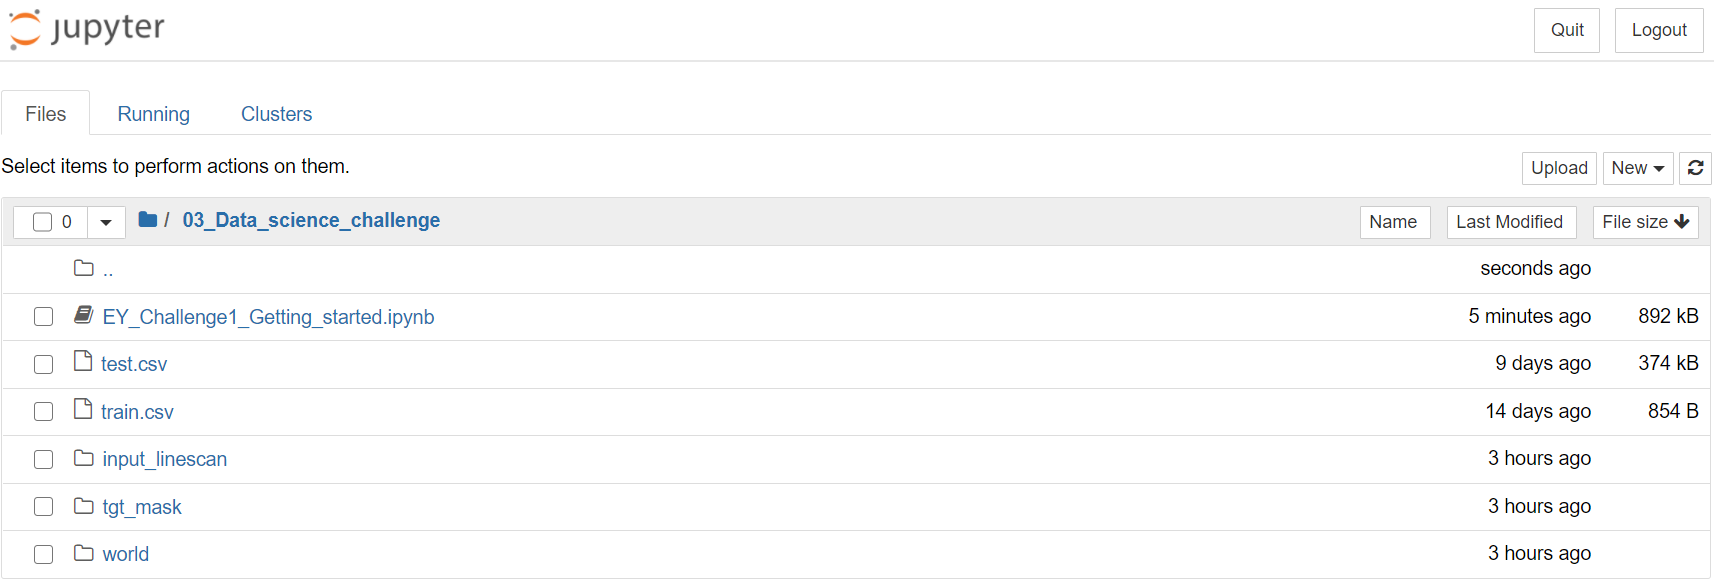 jupyter
Quit Logout
Files Running Clusters
Select items to perform actions on them.
Upload New
0 / 03_Data_science_challenge Name Last Modified File size
.. seconds ago
EY_Challenge1_Getting_started.ipynb 5 minutes ago 892 kB
test.csv 9 days ago 374 kB
train.csv 14 days ago 854 B
input_linescan 3 hours ago
tgt_mask 3 hours ago
world 3 hours ago